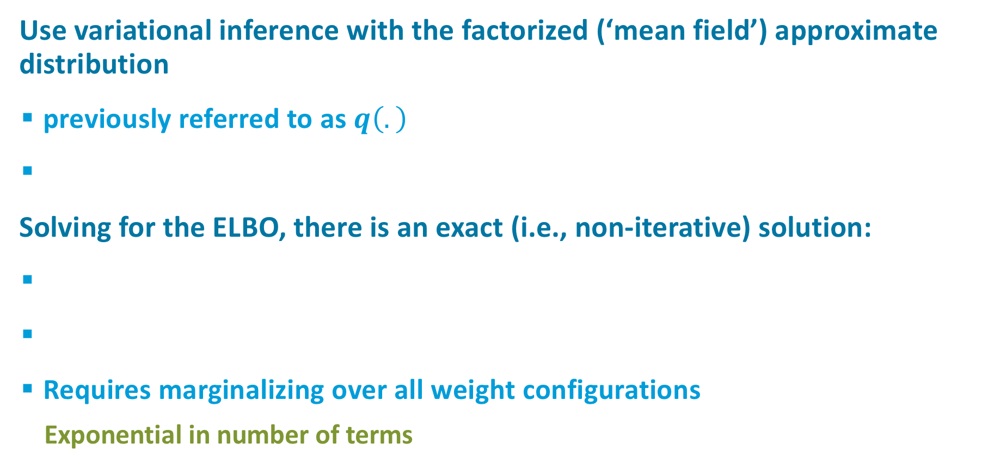 Use variational inference with the factorized (‘mean field’) approximate
distribution
▪ previously referred to as q(.)
▪
Solving for the ELBO, there is an exact (i.e., non-iterative) solution:
▪
▪
▪ Requires marginalizing over all weight configurations
Exponential in number of terms